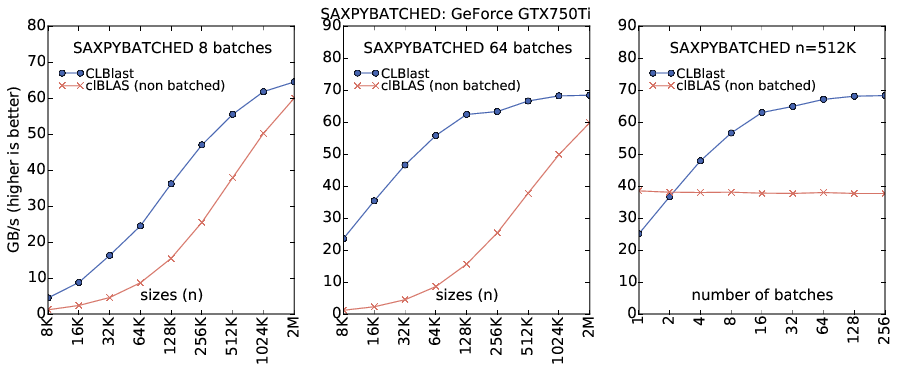 SAXPYBATCHED: GeForce GTX750Ti
GB/s (higher is better)
80
70
60
50
40
30
20
10
0
SAXPYBATCHED 8 batches
CLBlast
clBLAS (non batched)
sizes (n)
8K 16K 32K 64K 128K 256K 512K 1024K 2M
90
80
70
60
50
40
30
20
10
0
SAXPYBATCHED 64 batches
CLBlast
clBLAS (non batched)
sizes (n)
8K 16K 32K 64K 128K 256K 512K 1024K 2M
90
80
70
60
50
40
30
20
10
0
SAXPYBATCHED n=512K
CLBlast
clBLAS (non batched)
number of batches
1 2 4 8 16 32 64 128 256